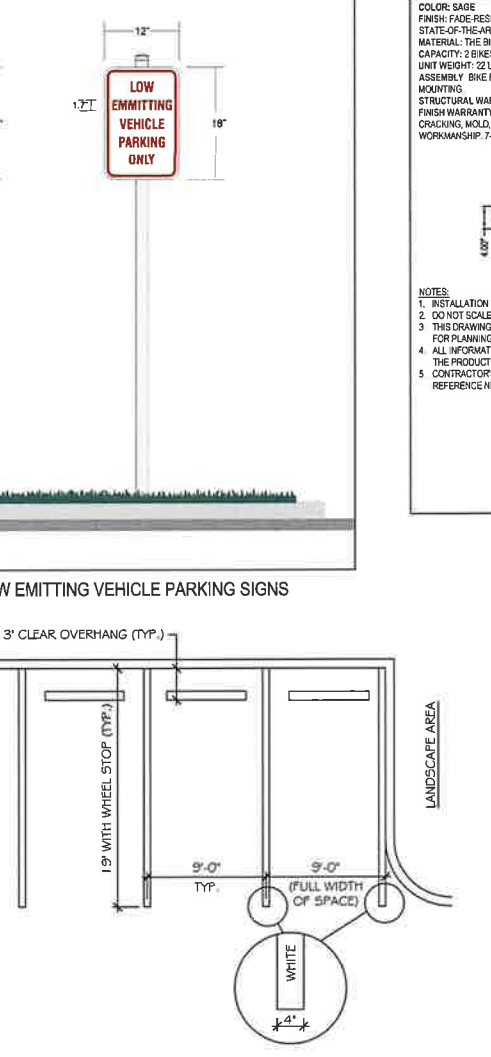 12"
LOW
EMMITTING
VEHICLE
PARKING
ONLY
18"
W EMITTING VEHICLE PARKING SIGNS
3' CLEAR OVERHANG (TYP.)
19' WITH WHEEL STOP (TYP.)
9'-0"
TYP.
9'-0"
(FULL WIDTH
OF SPACE)
WHITE
4"
LANDSCAPE AREA
COLOR: SAGE
FINISH: FADE-RES
STATE-OF-THE-AR
MATERIAL: THE BI
CAPACITY: 2 BIKES
UNIT WEIGHT: 22 L
ASSEMBLY BIKE
MOUNTING
STRUCTURAL WAR
FINISH WARRANTY
CRACKING, MOLD,
WORKMANSHIP. 7-
4.00"
NOTES:
1. INSTALLATION
2 DO NOT SCALE
3 THIS DRAWING
FOR PLANNING
4 ALL INFORMAT
THE PRODUCT
5 CONTRACTOR'
REFERENCE N